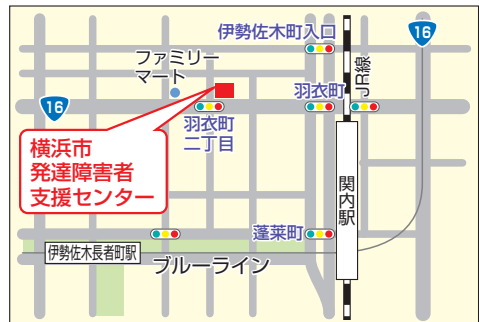 伊勢佐木町入口
16
ファミリー
マート
羽衣町
JR線
16
羽衣町
二丁目
横浜市
発達障害者
支援センター
関内駅
蓬莱町
伊勢佐木長者町駅
ブルーライン